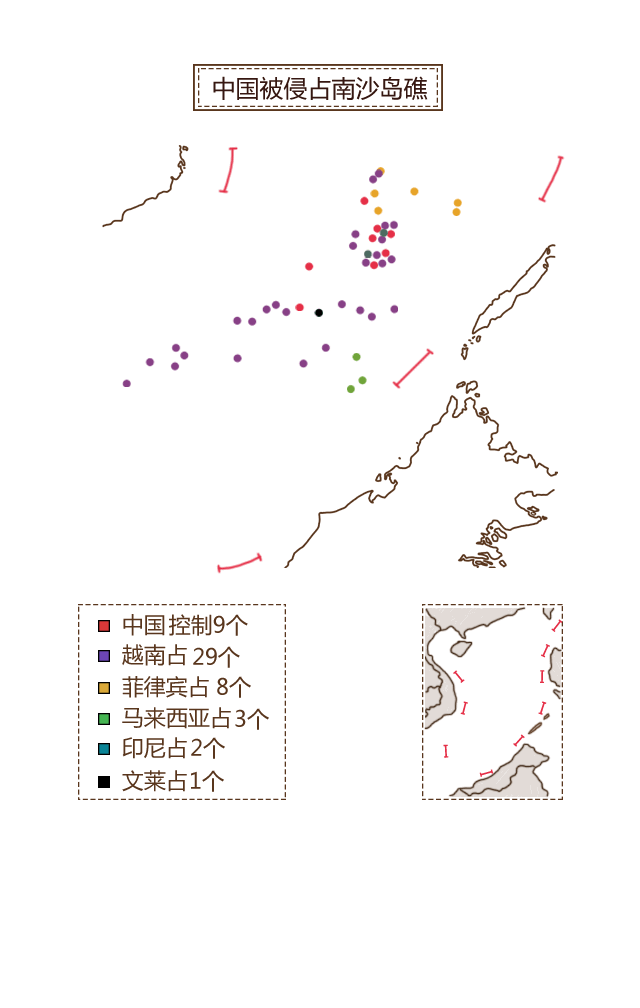 中国被侵占南沙岛礁
中国控制9个
越南占 29个
菲律宾占 8个
马来西亚占3个
印尼占2个
文莱占1个